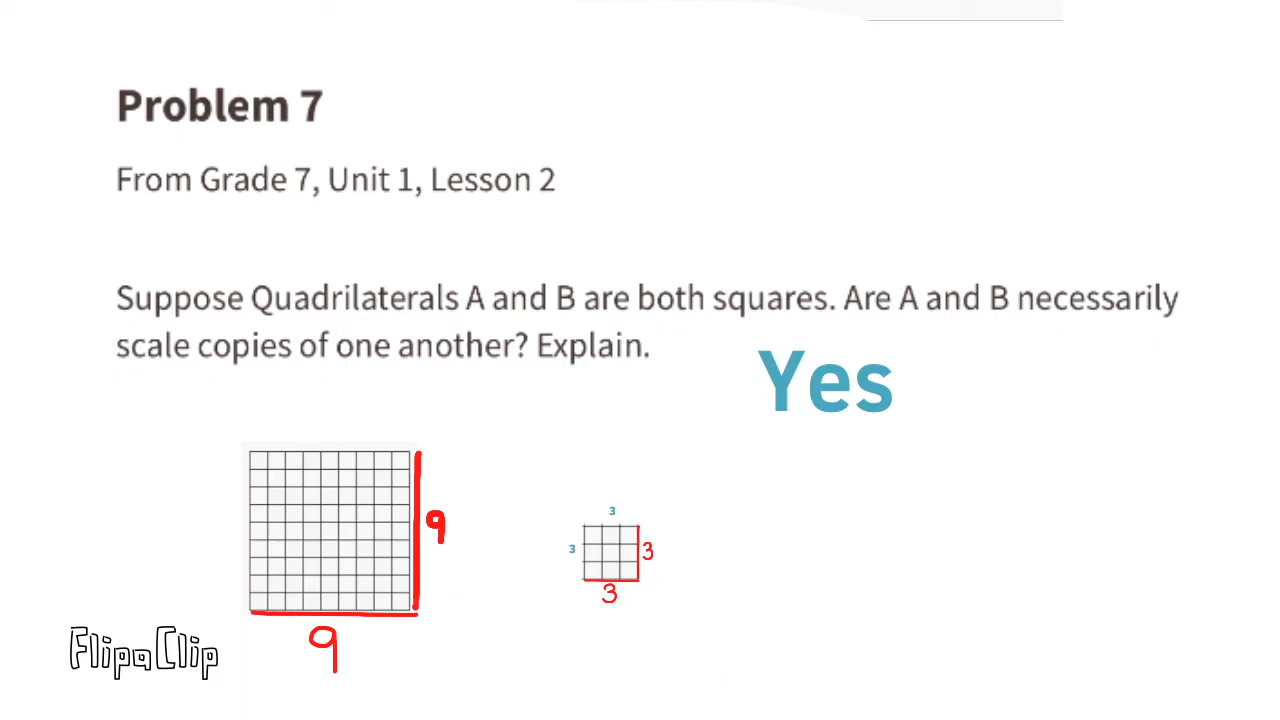 Problem 7
From Grade 7, Unit 1, Lesson 2
Suppose Quadrilaterals A and B are both squares. Are A and B necessarily
scale copies of one another? Explain.
Yes
9
9
3
3
3
3
FlipaClip